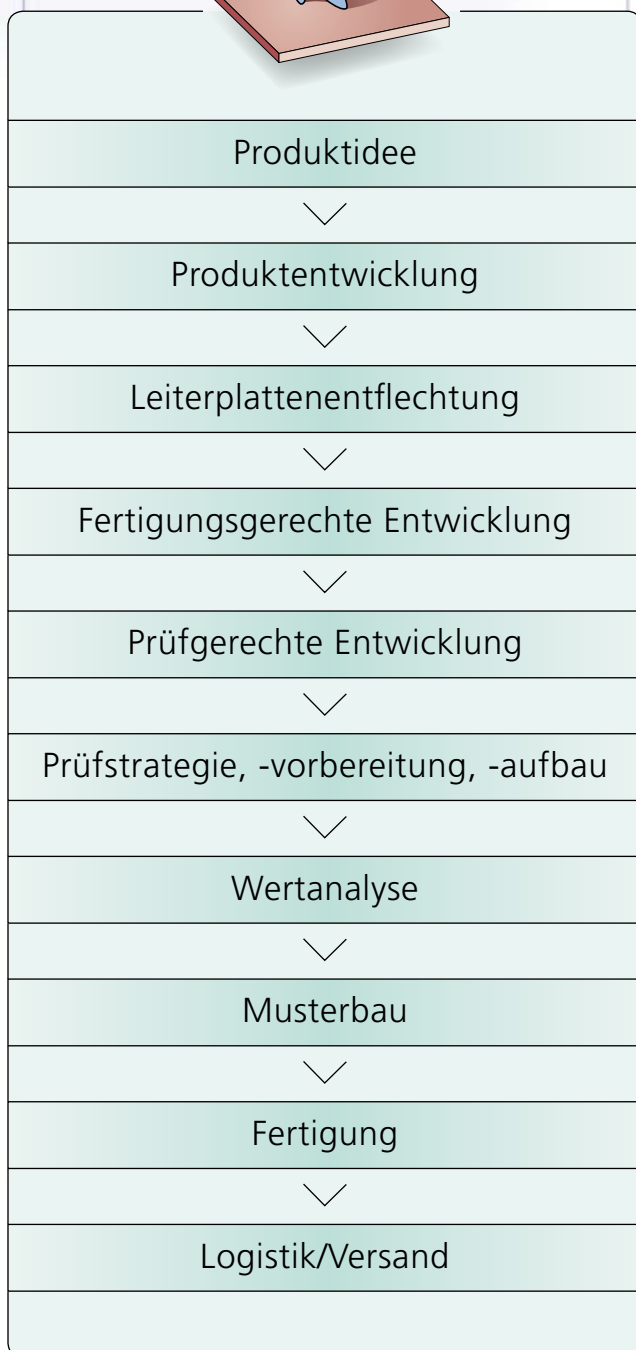 Produktidee
Produktentwicklung
Leiterplattenentflechtung
Fertigungsgerechte Entwicklung
Prüfgerechte Entwicklung
Prüfstrategie, -vorbereitung, -aufbau
Wertanalyse
Musterbau
Fertigung
Logistik/Versand